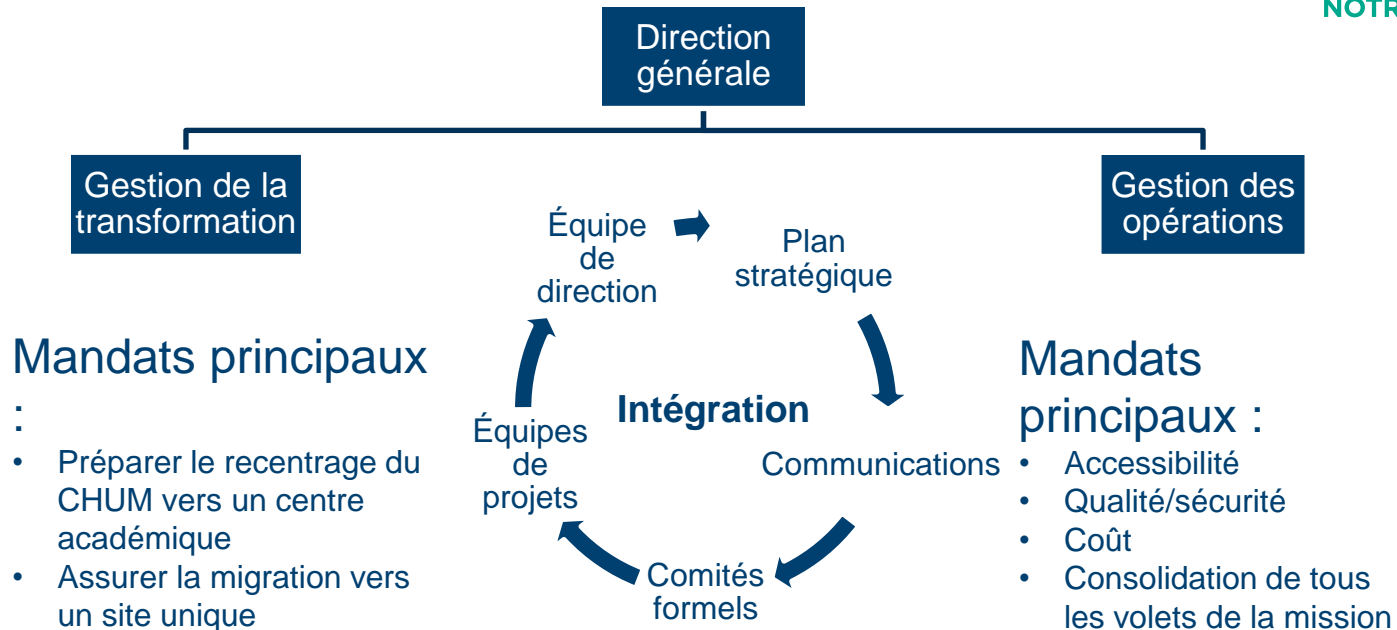 NOTR
Direction
générale
Gestion de la
transformation
Gestion des
opérations
Équipe
de
direction
Plan
stratégique
Intégration
Communications
Comités
formels
Équipes
de
projets
Mandats principaux
:
• Préparer le recentrage du
CHUM vers un centre
académique
• Assurer la migration vers
un site unique
Mandats
principaux :
• Accessibilité
• Qualité/sécurité
• Coût
• Consolidation de tous
les volets de la mission